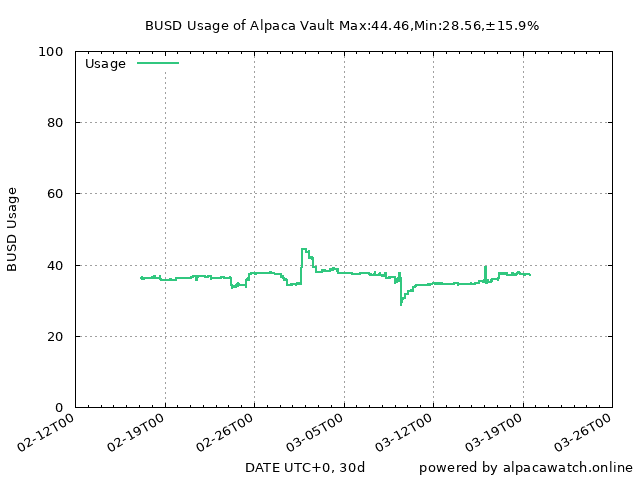 BUSD Usage of Alpaca Vault Max:44.46,Min:28.56,±15.9%
Usage
100
80
60
40
20
0
BUSD Usage
02-12T00
02-19T00
02-26T00
03-05T00
03-12T00
03-19T00
03-26T00
DATE UTC+0, 30d
powered by alpacawatch.online